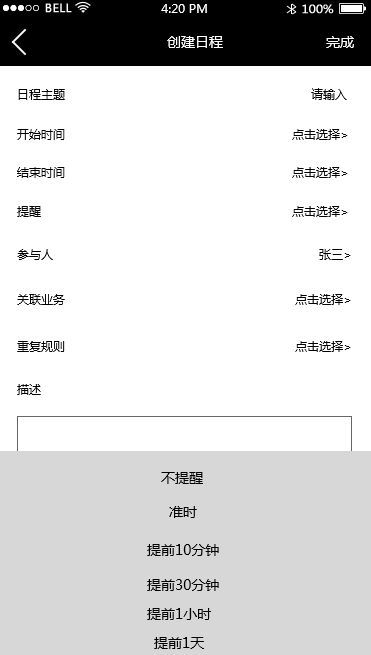 BELL 4:20 PM 100%
创建日程 完成
日程主题 请输入
开始时间 点击选择>
结束时间 点击选择>
提醒 点击选择>
参与人 张三>
关联业务 点击选择>
重复规则 点击选择>
描述
不提醒
准时
提前10分钟
提前30分钟
提前1小时
提前1天